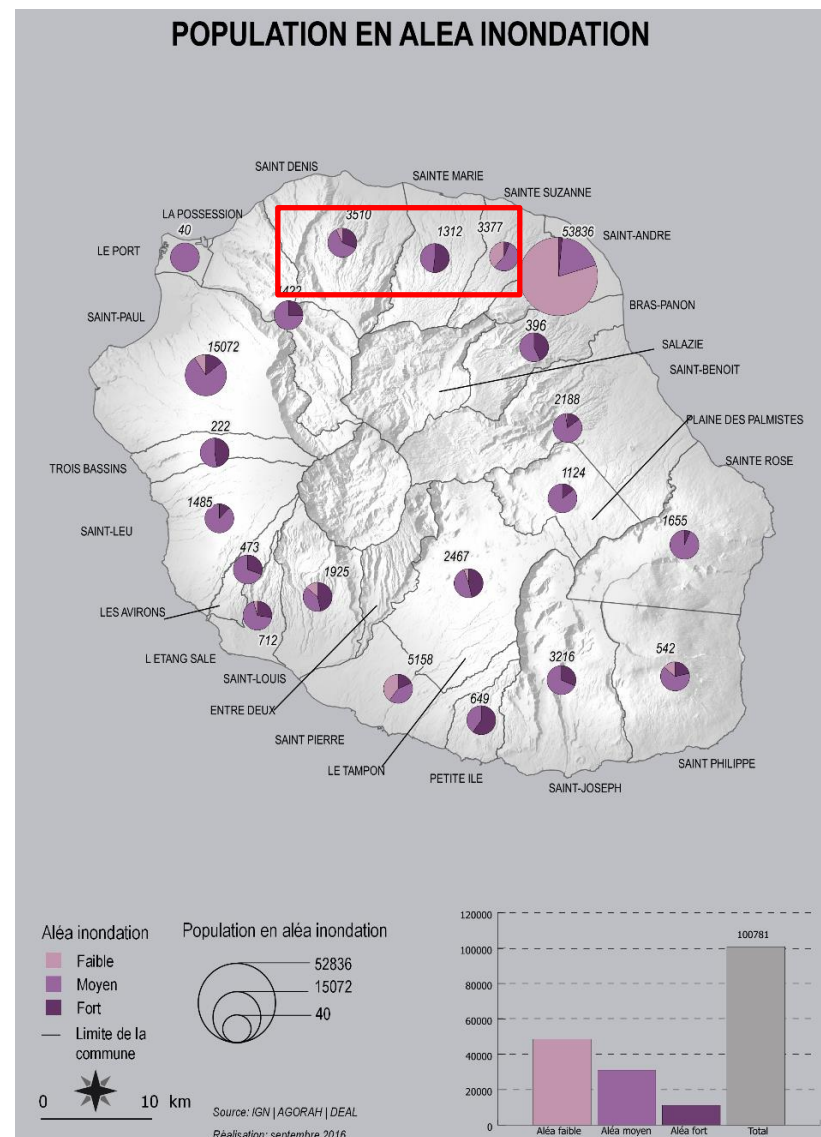 POPULATION EN ALEA INONDATION
SAINT DENIS
SAINTE MARIE
SAINTE SUZANNE
LA POSSESSION
40
3510
1312
3377
53836
SAINT-ANDRE
LE PORT
1422
BRAS-PANON
SAINT-PAUL
396
SALAZIE
15072
SAINT-BENOIT
2188
PLAINE DES PALMISTES
222
TROIS BASSINS
SAINTE ROSE
1124
1485
SAINT-LEU
1655
473
1925
2467
LES AVIRONS
712
L ETANG SALE
SAINT-LOUIS
5158
3216
542
ENTRE DEUX
649
SAINT PIERRE
LE TAMPON
PETITE ILE
SAINT-JOSEPH
SAINT PHILIPPE
Aléa inondation
Faible
Moyen
Fort
Limite de la
commune
0 10 km
Population en aléa inondation
52836
15072
40
Source: IGN | AGORAH | DEAL
Réalisation: septembre 2016
120000
100000
80000
60000
40000
20000
0
100781
Aléa faible Aléa moyen Aléa fort Total